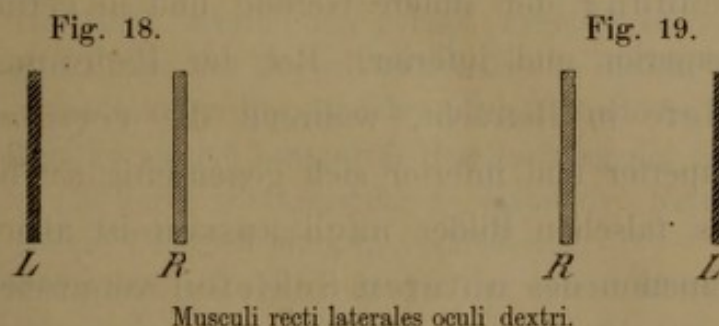 Fig. 18. Fig. 19.
L R R L
Musculi recti laterales oculi dextri.